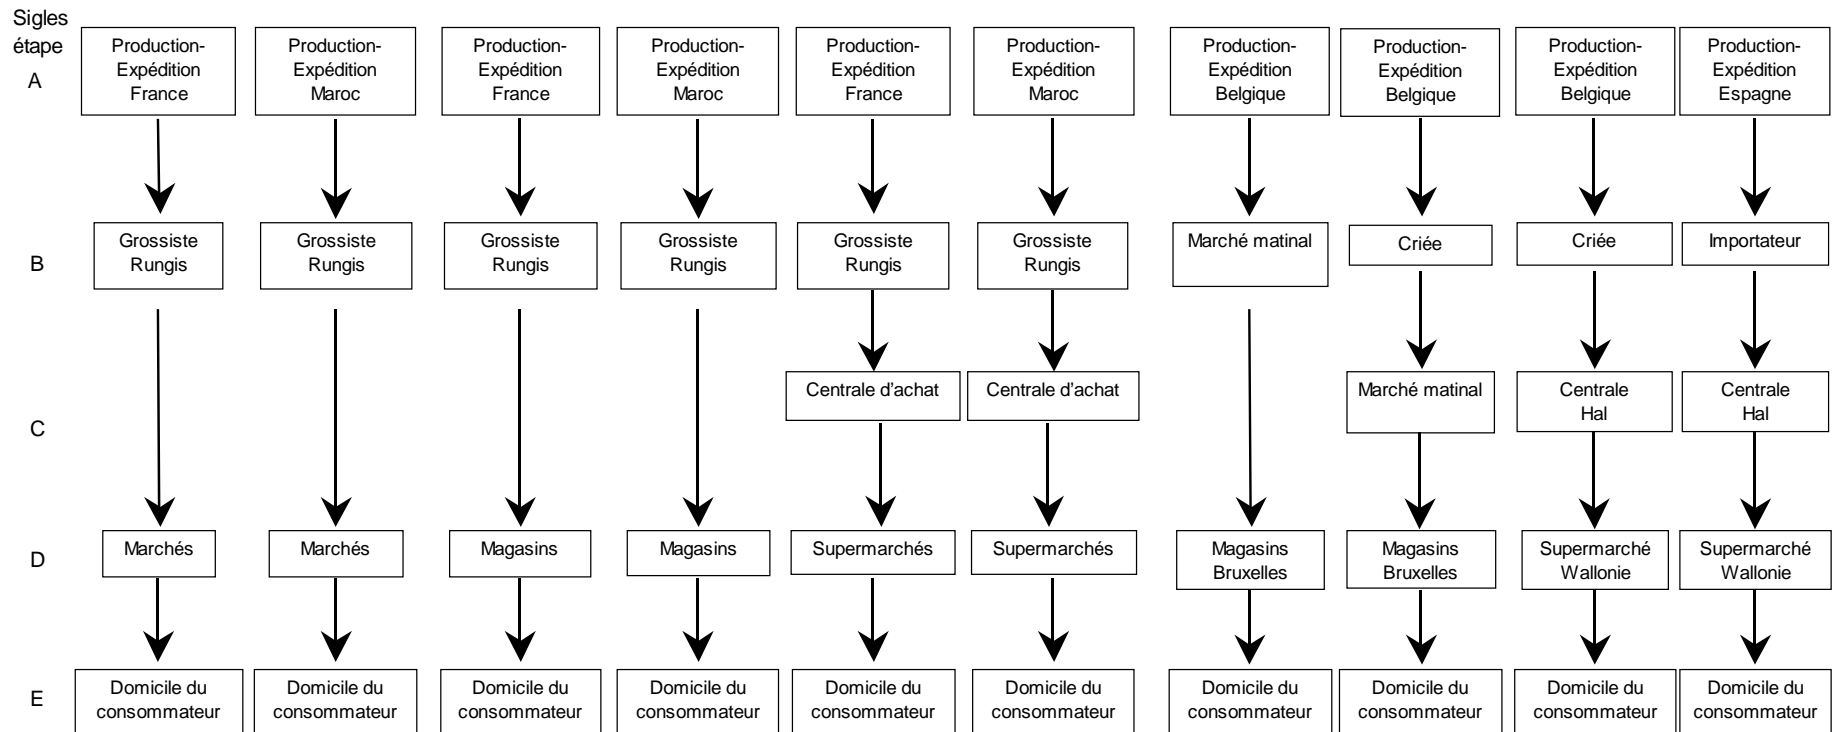 Sigles
étape
A
Production-
Expédition
France
Production-
Expédition
Maroc
Production-
Expédition
France
Production-
Expédition
Maroc
Production-
Expédition
France
Production-
Expédition
Maroc
Production-
Expédition
Belgique
Production-
Expédition
Belgique
Production-
Expédition
Belgique
Production-
Expédition
Espagne
B
Grossiste
Rungis
Grossiste
Rungis
Grossiste
Rungis
Grossiste
Rungis
Grossiste
Rungis
Grossiste
Rungis
Marché matinal
Criée
Criée
Importateur
C
Centrale d'achat
Centrale d'achat
Marché matinal
Centrale
Hal
Centrale
Hal
D
Marchés
Marchés
Magasins
Magasins
Supermarchés
Supermarchés
Magasins
Bruxelles
Magasins
Bruxelles
Supermarché
Wallonie
Supermarché
Wallonie
E
Domicile du
consommateur
Domicile du
consommateur
Domicile du
consommateur
Domicile du
consommateur
Domicile du
consommateur
Domicile du
consommateur
Domicile du
consommateur
Domicile du
consommateur
Domicile du
consommateur
Domicile du
consommateur